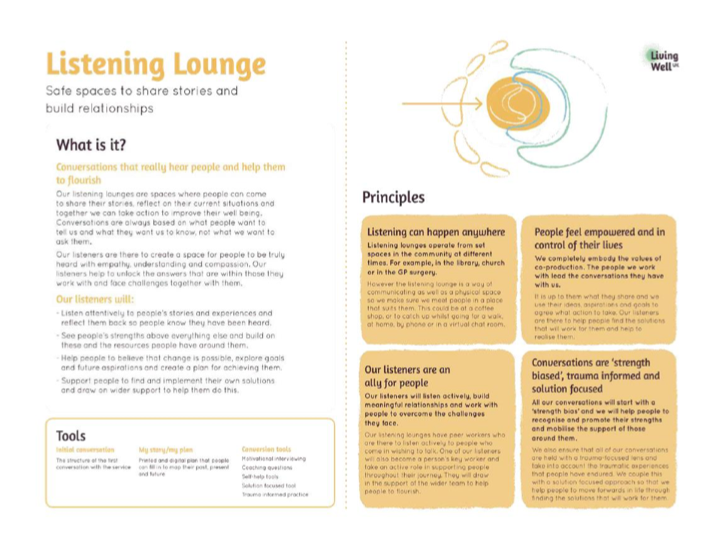 Listening Lounge
Safe spaces to share stories and
build relationships
What is it?
Conversations that really hear people and help them
to flourish
Our listening lounges are spaces where people can come
to share their stories, reflect on their current situations and
together we can take action to improve their well being.
Conversations are always based on what people want to
tell us and what they want us to know, not what we want to
ask them.
Our listeners are there to create a space for people to be truly
heard with empathy, understanding and compassion. Our
listeners help to unlock the answers that are within those they
work with and face challenges together with them.
Our listeners will:
- Listen attentively to people's stories and experiences and
reflect them back so people know they have been heard.
- See people's strengths above everything else and build on
these and the resources people have around them.
- Help people to believe that change is possible, explore goals
and future aspirations and create a plan for achieving them.
- Support people to find and implement their own solutions
and draw on wider support to help them do this.
Tools
Initial conversation
The structure of the first
conversation with the service
My story/my plan
Printed and digital plan that people
can fill in to map their past, present
and future
Conversion tools
Motivational interviewing
Coaching questions
Self help tools
Solution focused tool
Trauma informed practice
Living
Well UK
Principles
Listening can happen anywhere
Listening lounges operate from set
spaces in the community at different
times. For example, in the library, church
or in the GP surgery.
However the listening lounge is a way of
communicating as well as a physical space
so we make sure we meet people in a place
that suits them. This could be at a coffee
shop, or to catch up whilst going for a walk,
at home, by phone or in a virtual chat room.
People feel empowered and in
control of their lives
We completely embody the values of
co-production. The people we work
with lead the conversations they have
with us.
It is up to them what they share and we
use their ideas, aspirations and goals to
agree what action to take. Our listeners
are there to help people find the solutions
that will work for them and help to
realise them.
Our listeners are an
ally for people
Our listeners will listen actively, build
meaningful relationships and work with
people to overcome the challenges
they face.
Our listening lounges have peer workers who
are there to listen actively to people who
come in wishing to talk. One of our listeners
will also become a person's key worker and
take an active role in supporting people
throughout their journey. They will draw
in the support of the wider team to help
people to flourish.
Conversations are 'strength
biased', trauma informed and
solution focused
All our conversations will start with a
'strength bias' and we will help people to
recognise and promote their strengths
and mobilise the support of those
around them.
We also ensure that all of our conversations
are held with a trauma-focused lens and
take into account the traumatic experiences
that people have endured. We couple this
with a solution focused approach so that we
help people to move forwards in life through
finding the solutions that will work for them.